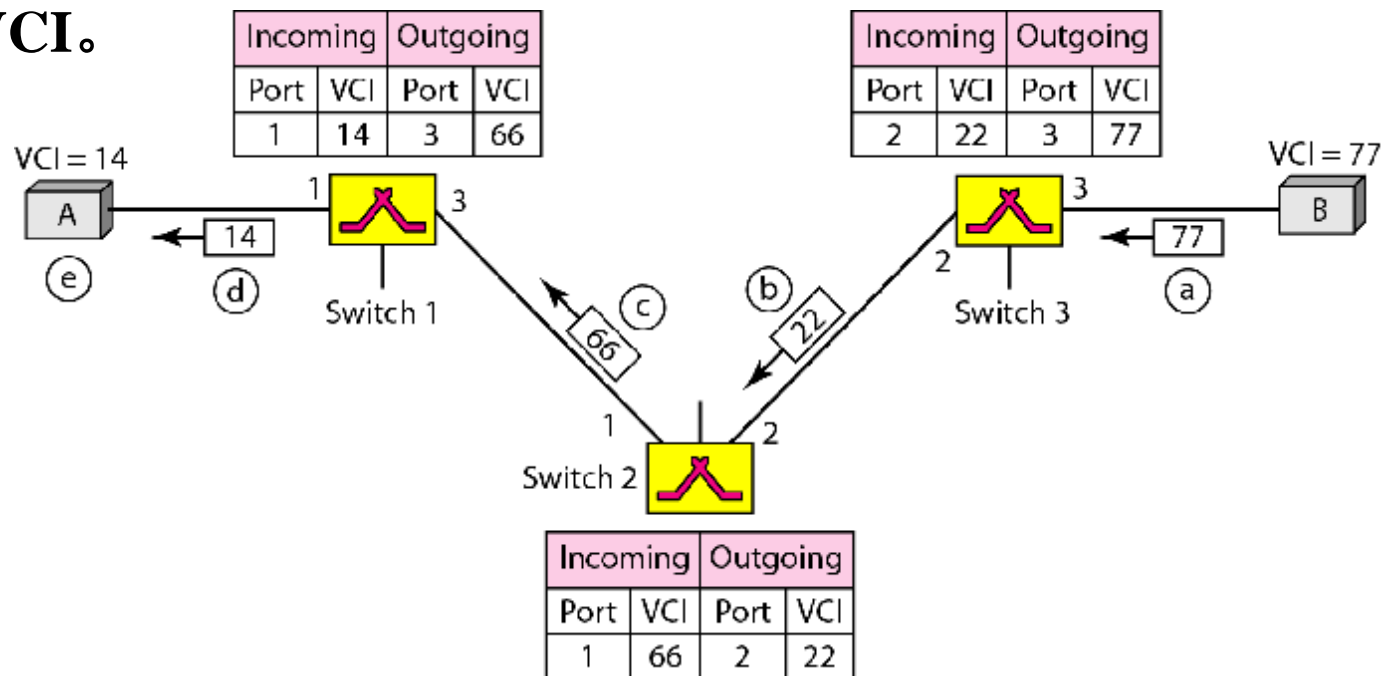 VCI。
Incoming Outgoing
Port VCI Port VCI
1 14 3 66
Incoming Outgoing
Port VCI Port VCI
2 22 3 77
VCI = 14
VCI = 77
A
1
3
3
B
14
77
2
e
d
c
b
a
Switch 1
66
22
Switch 3
1
2
Switch 2
Incoming Outgoing
Port VCI Port VCI
1 66 2 22